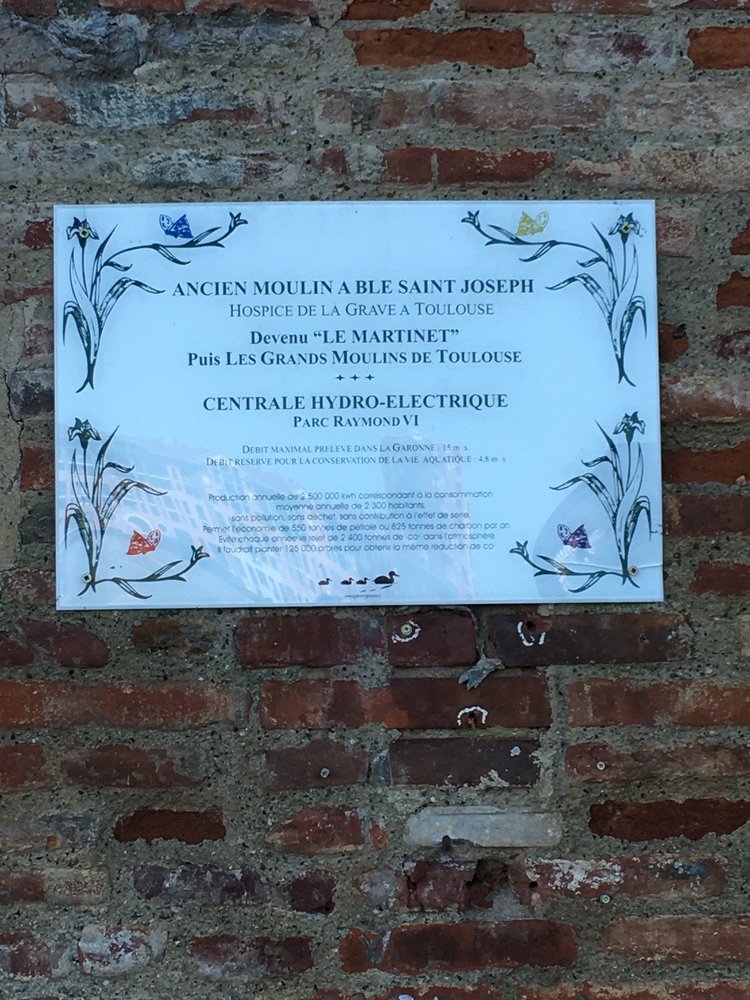 ANCIEN MOULIN A BLE SAINT JOSEPH
HOSPICE DE LA GRAVE A TOULOUSE
Devenu “LE MARTINET”
Puis LES GRANDS MOULINS DE TOULOUSE
CENTRALE HYDRO-ELECTRIQUE
PARC RAYMOND VI
DEBIT MAXIMAL PRELEVE DANS LA GARONNE : 15 m s
DEBIT RESERVE POUR LA CONSERVATION DE LA VIE AQUATIQUE : 4,8 m s
Production annuelle de 2 500 000 kwh correspondant a la consommation
moyenne annuelle de 2 300 habitants,
sans pollution, sans dechet, sans contribution a l'effet de serre.
Permet l'economie de 550 tonnes de petrole ou 825 tonnes de charbon par an.
Evite chaque année le rejet de 2 400 tonnes de co dans l'atmosphere
Il faudrait planter 125 000 arbres pour obtenir la même réduction de co